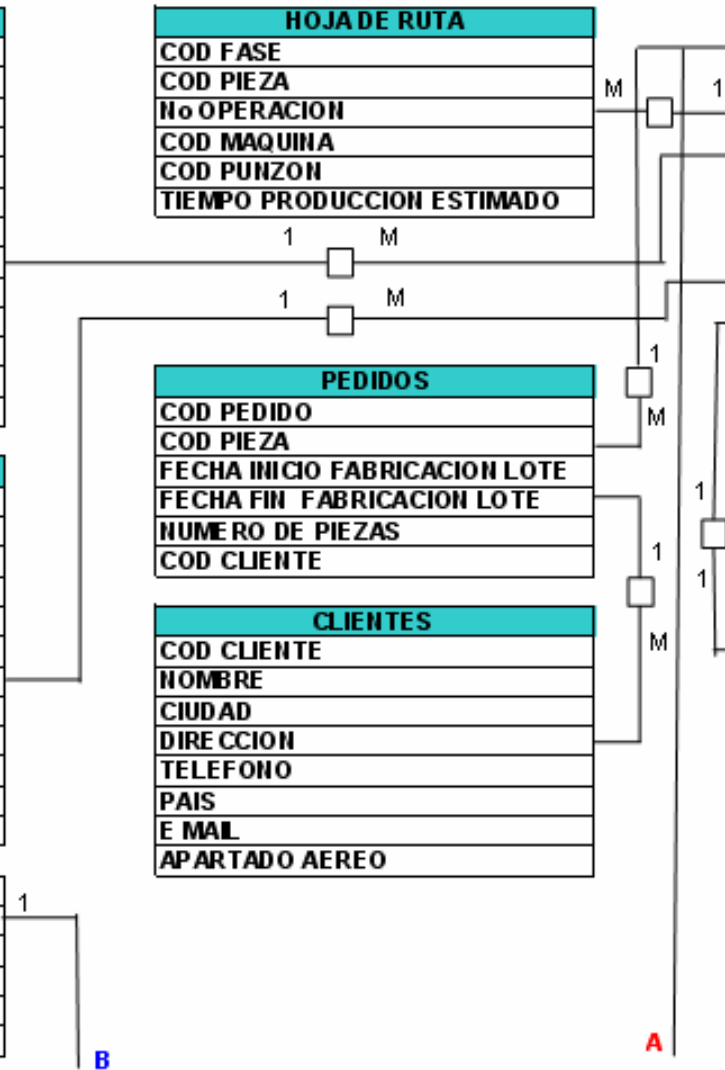 HOJA DE RUTA
COD FASE
COD PIEZA
No OPERACION
COD MAQUINA
COD PUNZON
TIEMPO PRODUCCION ESTIMADO
M
1
1
M
1
M
PEDIDOS
COD PEDIDO
COD PIEZA
FECHA INICIO FABRICACION LOTE
FECHA FIN FABRICACION LOTE
NUMERO DE PIEZAS
COD CLIENTE
1
M
1
1
1
M
CLIENTES
COD CLIENTE
NOMBRE
CIUDAD
DIRECCION
TELEFONO
PAIS
E MAIL
APARTADO AEREO
1
B
A